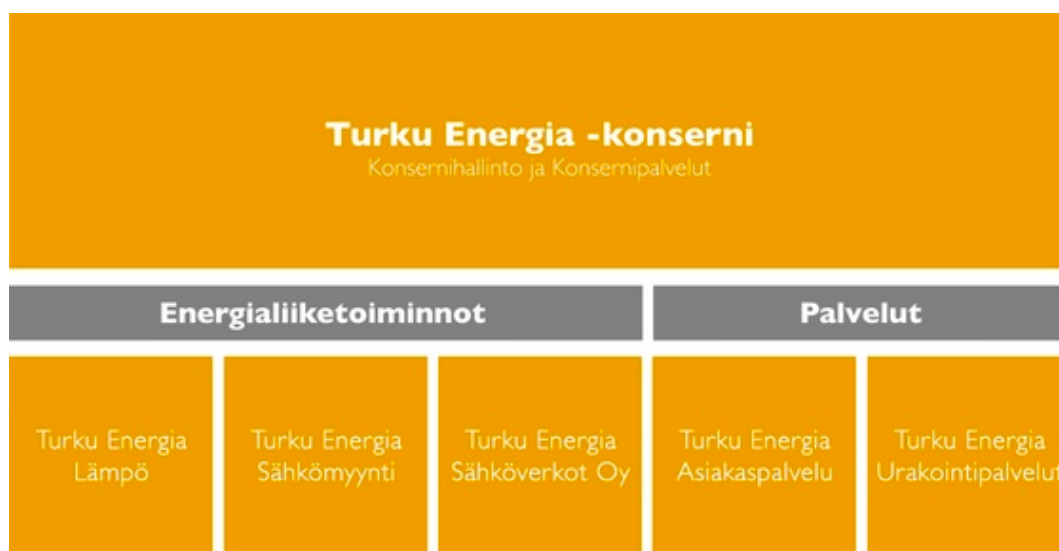 Turku Energia -konserni
Konsernihallinto ja Konsernipalvelut
Energialiiketoiminnot
Palvelut
Turku Energia
Lämpö
Turku Energia
Sähkömyynti
Turku Energia
Sähköverkot Oy
Turku Energia
Asiakaspalvelu
Turku Energia
Urakointipalvelut